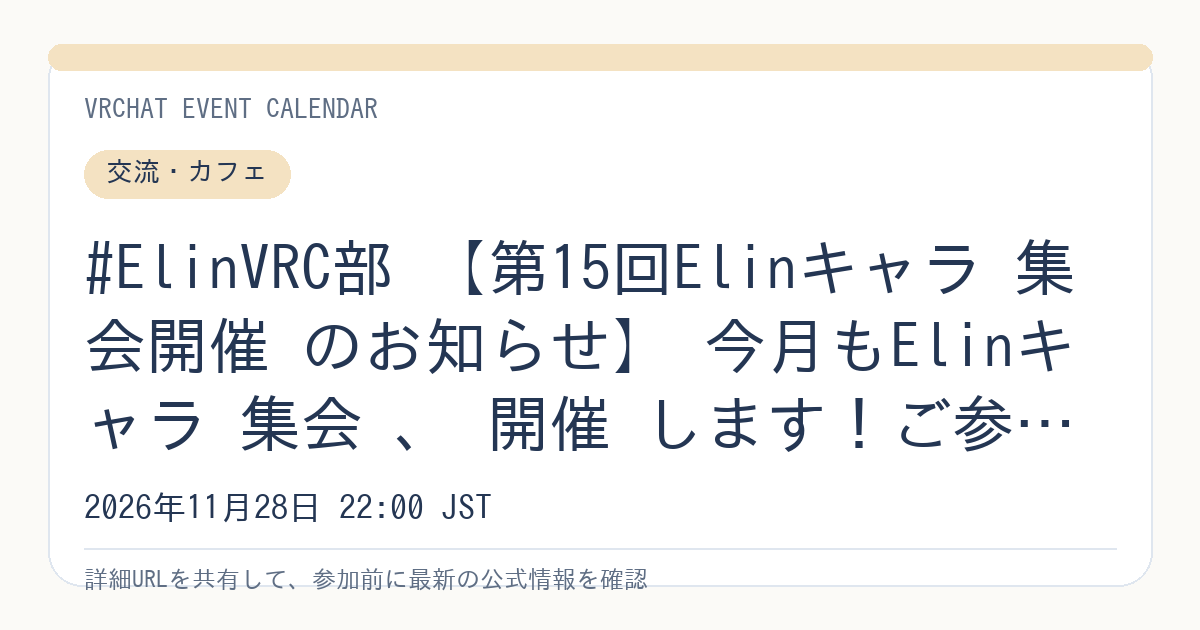 VRCHAT EVENT CALENDAR
交流・カフェ
#ElinVRC部 【第15回Elinキャラ 集
会開催 のお知らせ】 今月もElinキ
ャラ 集会 、 開催 します！ご参…
2026年11月28日 22:00 JST
詳細URLを共有して、参加前に最新の公式情報を確認